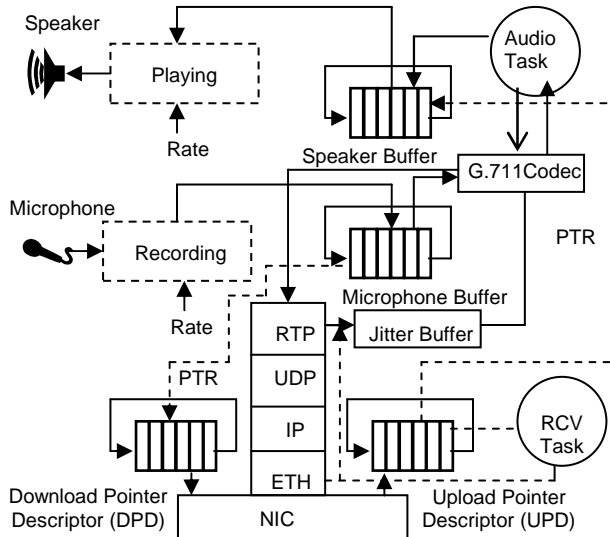 Speaker
Playing
Audio
Task
Rate
Speaker Buffer
G.711Codec
Microphone
Recording
PTR
Rate
Microphone Buffer
RTP
Jitter Buffer
PTR
UDP
IP
RCV
Task
ETH
Download Pointer
Descriptor (DPD)
NIC
Upload Pointer
Descriptor (UPD)